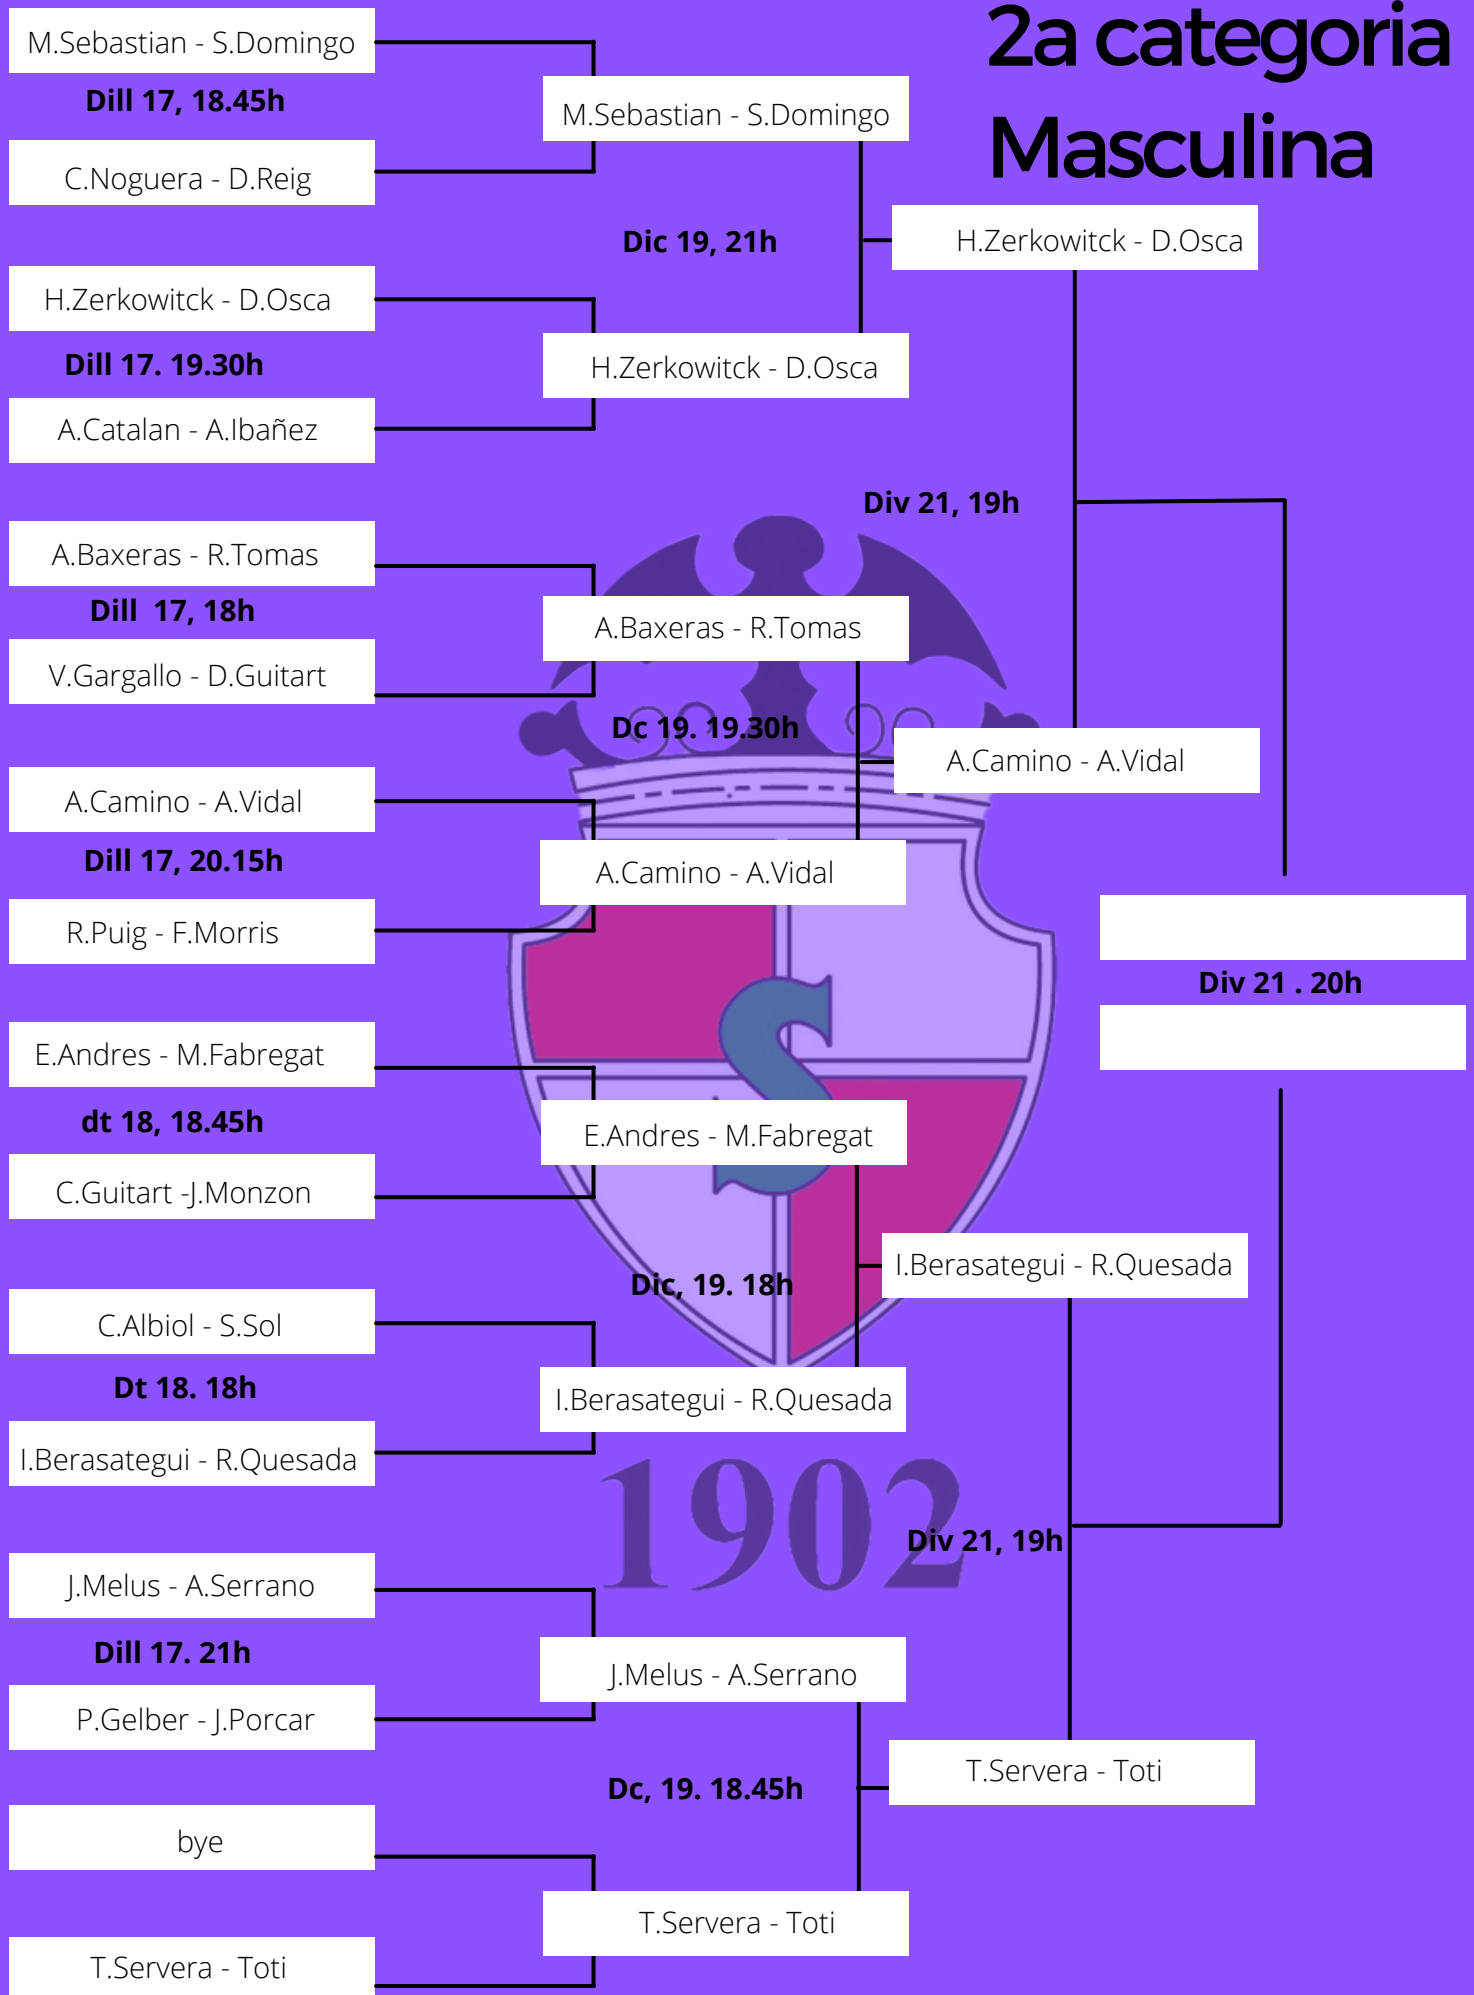 2a categoria
Masculina
M.Sebastian - S.Domingo
Dill 17, 18.45h
C.Noguera - D.Reig
H.Zerkowitck - D.Osca
Dill 17. 19.30h
A.Catalan - A.Ibañez
A.Baxeras - R.Tomas
Dill 17, 18h
V.Gargallo - D.Guitart
A.Camino - A.Vidal
Dill 17, 20.15h
R.Puig - F.Morris
E.Andres - M.Fabregat
dt 18, 18.45h
C.Guitart -J.Monzon
C.Albiol - S.Sol
Dt 18. 18h
I.Berasategui - R.Quesada
J.Melus - A.Serrano
Dill 17. 21h
P.Gelber - J.Porcar
bye
T.Servera - Toti
M.Sebastian - S.Domingo
Dic 19, 21h
H.Zerkowitck - D.Osca
A.Baxeras - R.Tomas
Dc 19. 19.30h
A.Camino - A.Vidal
E.Andres - M.Fabregat
Dic, 19. 18h
I.Berasategui - R.Quesada
J.Melus - A.Serrano
Dc, 19. 18.45h
T.Servera - Toti
H.Zerkowitck - D.Osca
Div 21, 19h
A.Camino - A.Vidal
I.Berasategui - R.Quesada
Div 21, 19h
T.Servera - Toti
Div 21 . 20h
S
1902